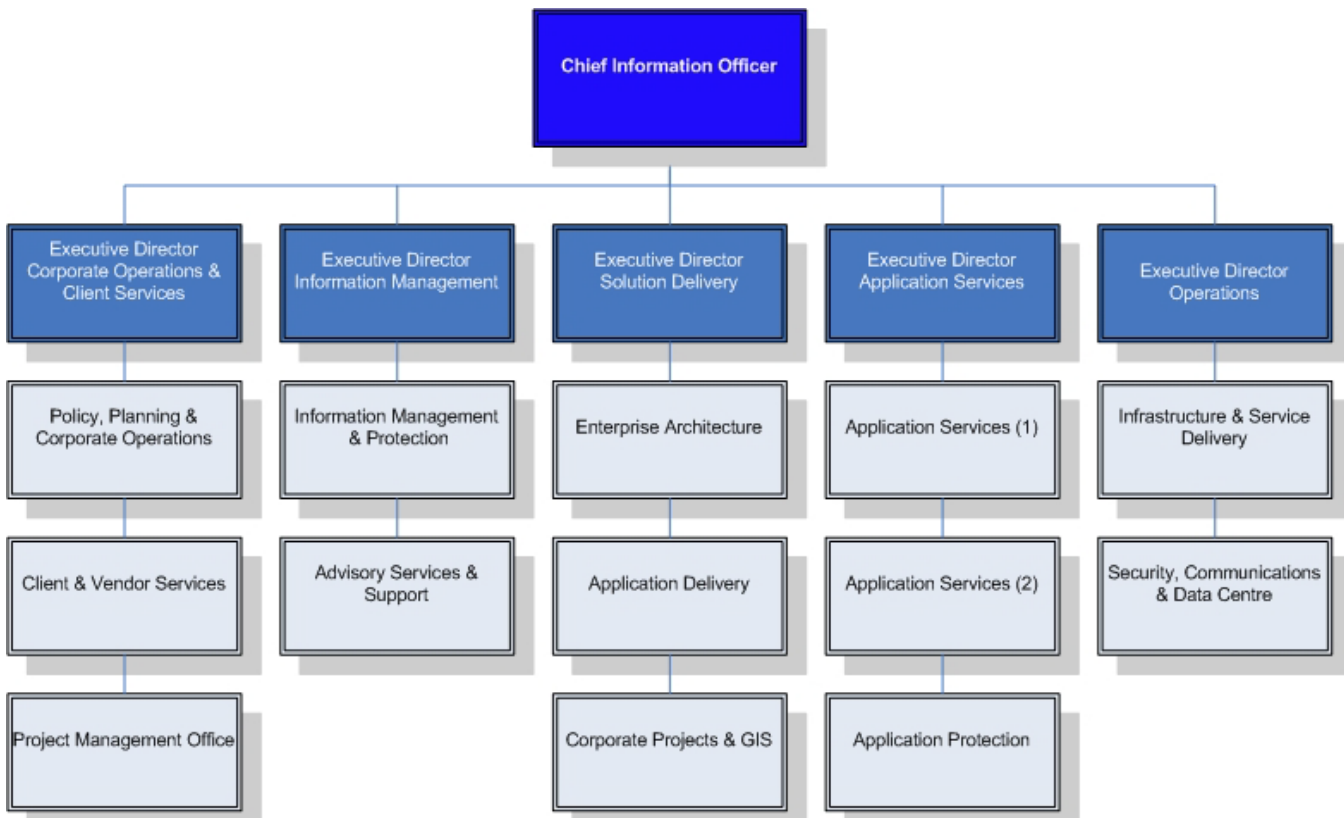 Chief Information Officer
Executive Director
Corporate Operations &
Client Services
Executive Director
Information Management
Executive Director
Solution Delivery
Executive Director
Application Services
Executive Director
Operations
Policy, Planning &
Corporate Operations
Information Management
& Protection
Enterprise Architecture
Application Services (1)
Infrastructure & Service
Delivery
Client & Vendor Services
Advisory Services &
Support
Application Delivery
Application Services (2)
Security, Communications
& Data Centre
Project Management Office
Corporate Projects & GIS
Application Protection